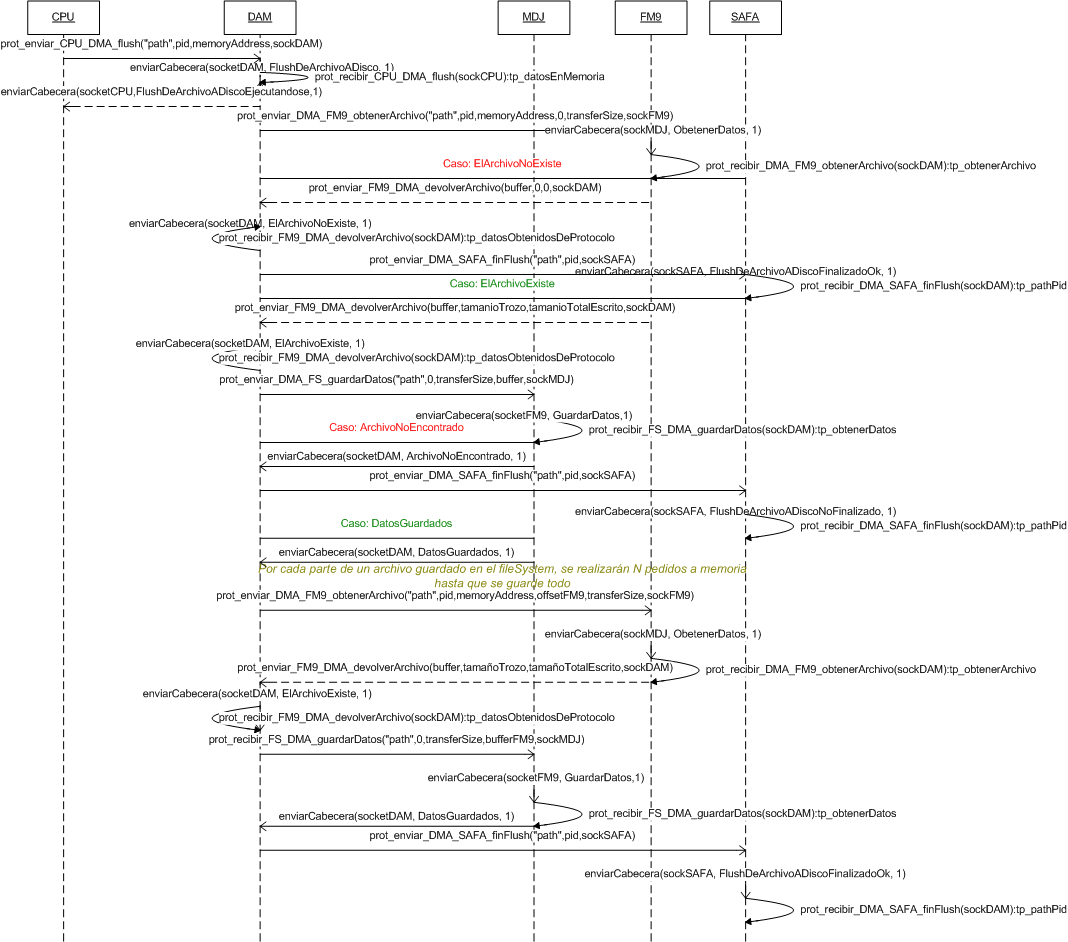 CPU
DAM
MDJ
FM9
SAFA
prot_enviar_CPU_DMA_flush("path",pid,memoryAddress,sockDAM)
enviarCabecera(socketDAM, FlushDeArchivoADisco, 1)
prot_recibir_CPU_DMA_flush(sockCPU):tp_datosEnMemoria
enviarCabecera(socketCPU,FlushDeArchivoADiscoEjecutandose,1)
prot_enviar_DMA_FM9_obtenerArchivo("path",pid,memoryAddress,0,transferSize,sockFM9)
enviarCabecera(sockMDJ, ObetenerDatos, 1)
Caso: ElArchivoNoExiste
prot_recibir_DMA_FM9_obtenerArchivo(sockDAM):tp_obtenerArchivo
prot_enviar_FM9_DMA_devolverArchivo(buffer,0,0,sockDAM)
enviarCabecera(socketDAM, ElArchivoNoExiste, 1)
prot_recibir_FM9_DMA_devolverArchivo(sockDAM):tp_datosObtenidosDeProtocolo
prot_enviar_DMA_SAFA_finFlush("path",pid,sockSAFA)
enviarCabecera(sockSAFA, FlushDeArchivoADiscoFinalizadoOk, 1)
Caso: ElArchivoExiste
prot_recibir_DMA_SAFA_finFlush(sockDAM):tp_pathPid
prot_enviar_FM9_DMA_devolverArchivo(buffer,tamanioTrozo,tamanioTotalEscrito,sockDAM)
enviarCabecera(socketDAM, ElArchivoExiste, 1)
prot_recibir_FM9_DMA_devolverArchivo(sockDAM):tp_datosObtenidosDeProtocolo
prot_enviar_DMA_FS_guardarDatos("path",0,transferSize,buffer,sockMDJ)
enviarCabecera(socketFM9, GuardarDatos,1)
Caso: ArchivoNoEncontrado
prot_recibir_FS_DMA_guardarDatos(sockDAM):tp_obtenerDatos
enviarCabecera(socketDAM, ArchivoNoEncontrado, 1)
prot_enviar_DMA_SAFA_finFlush("path",pid,sockSAFA)
enviarCabecera(sockSAFA, FlushDeArchivoADiscoNoFinalizado, 1)
Caso: DatosGuardados
prot_recibir_DMA_SAFA_finFlush(sockDAM):tp_pathPid
enviarCabecera(socketDAM, DatosGuardados, 1)
Por cada parte de un archivo guardado en el fileSystem, se realizarán N pedidos a memoria
hasta que se guarde todo
prot_enviar_DMA_FM9_obtenerArchivo("path",pid,memoryAddress,offsetFM9,transferSize,sockFM9)
enviarCabecera(sockMDJ, ObetenerDatos, 1)
prot_enviar_FM9_DMA_devolverArchivo(buffer,tamañoTrozo,tamañoTotalEscrito,sockDAM)
prot_recibir_DMA_FM9_obtenerArchivo(sockDAM):tp_obtenerArchivo
enviarCabecera(socketDAM, ElArchivoExiste, 1)
prot_recibir_FM9_DMA_devolverArchivo(sockDAM):tp_datosObtenidosDeProtocolo
prot_recibir_FS_DMA_guardarDatos("path",0,transferSize,bufferFM9,sockMDJ)
enviarCabecera(socketFM9, GuardarDatos,1)
enviarCabecera(socketDAM, DatosGuardados, 1)
prot_recibir_FS_DMA_guardarDatos(sockDAM):tp_obtenerDatos
prot_enviar_DMA_SAFA_finFlush("path",pid,sockSAFA)
enviarCabecera(sockSAFA, FlushDeArchivoADiscoFinalizadoOk, 1)
prot_recibir_DMA_SAFA_finFlush(sockDAM):tp_pathPid